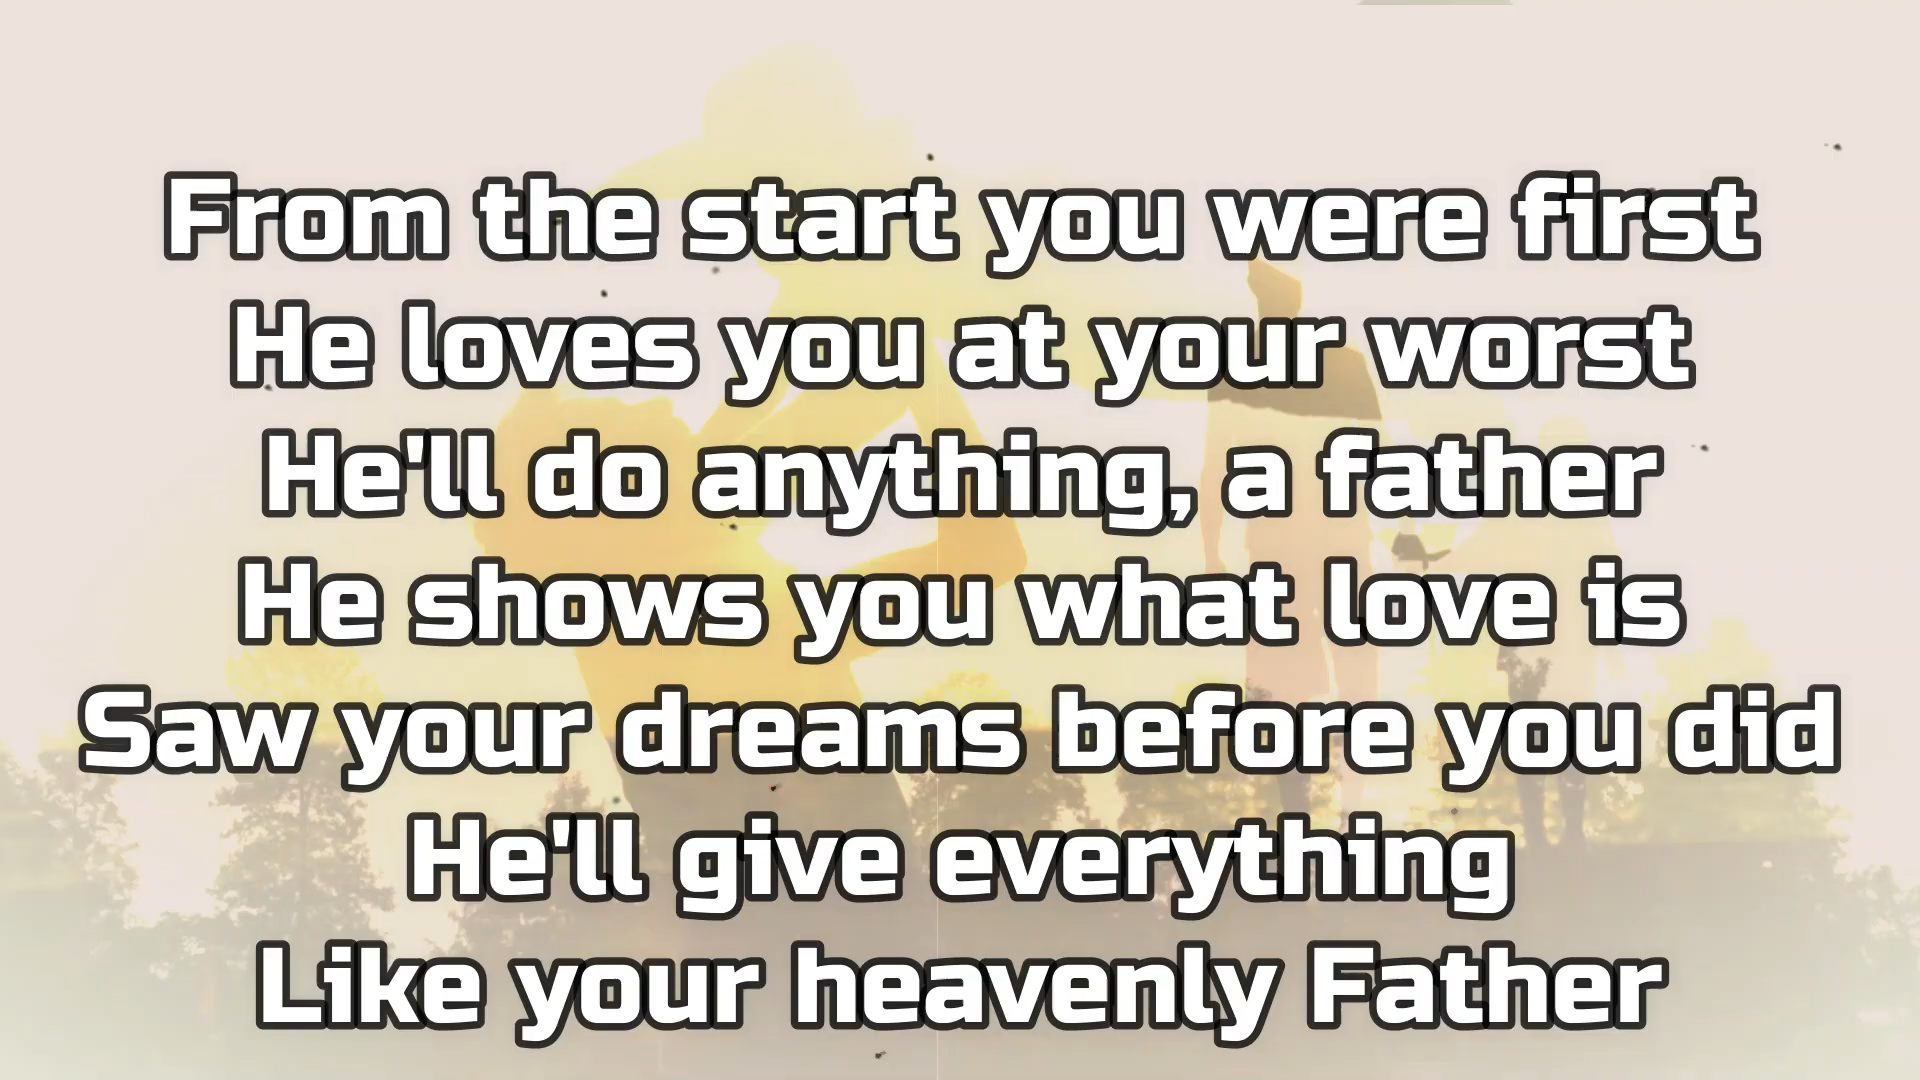 From the start you were first
He loves you at your worst
He'll do anything, a father
He shows you what love is
Saw your dreams before you did
He'll give everything
Like your heavenly Father